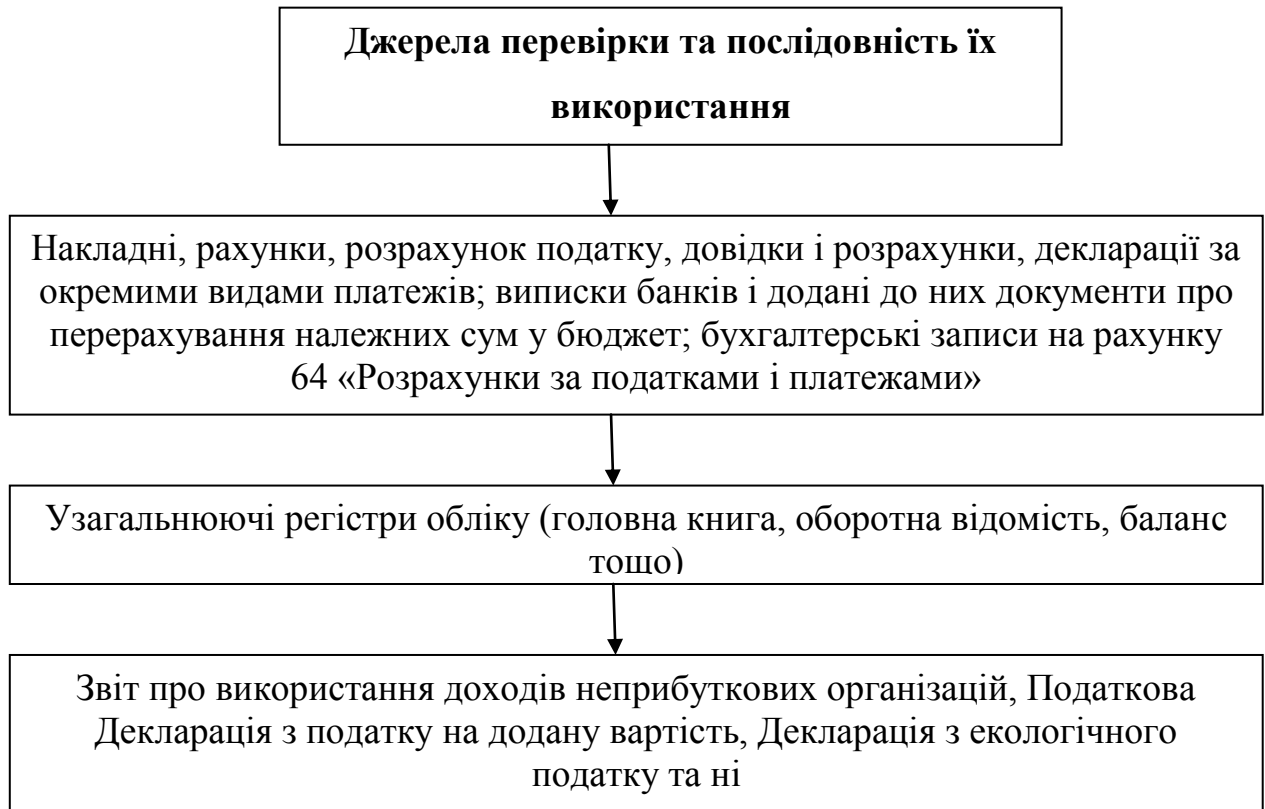 Джерела перевірки та послідовність їх
використання
Накладні, рахунки, розрахунок податку, довідки і розрахунки, декларації за
окремими видами платежів; виписки банків і додані до них документи про
перерахування належних сум у бюджет; бухгалтерські записи на рахунку
64 «Розрахунки за податками і платежами»
Узагальнюючі регістри обліку (головна книга, оборотна відомість, баланс
тощо)
Звіт про використання доходів неприбуткових організацій, Податкова
Декларація з податку на додану вартість, Декларація з екологічного
податку та ні